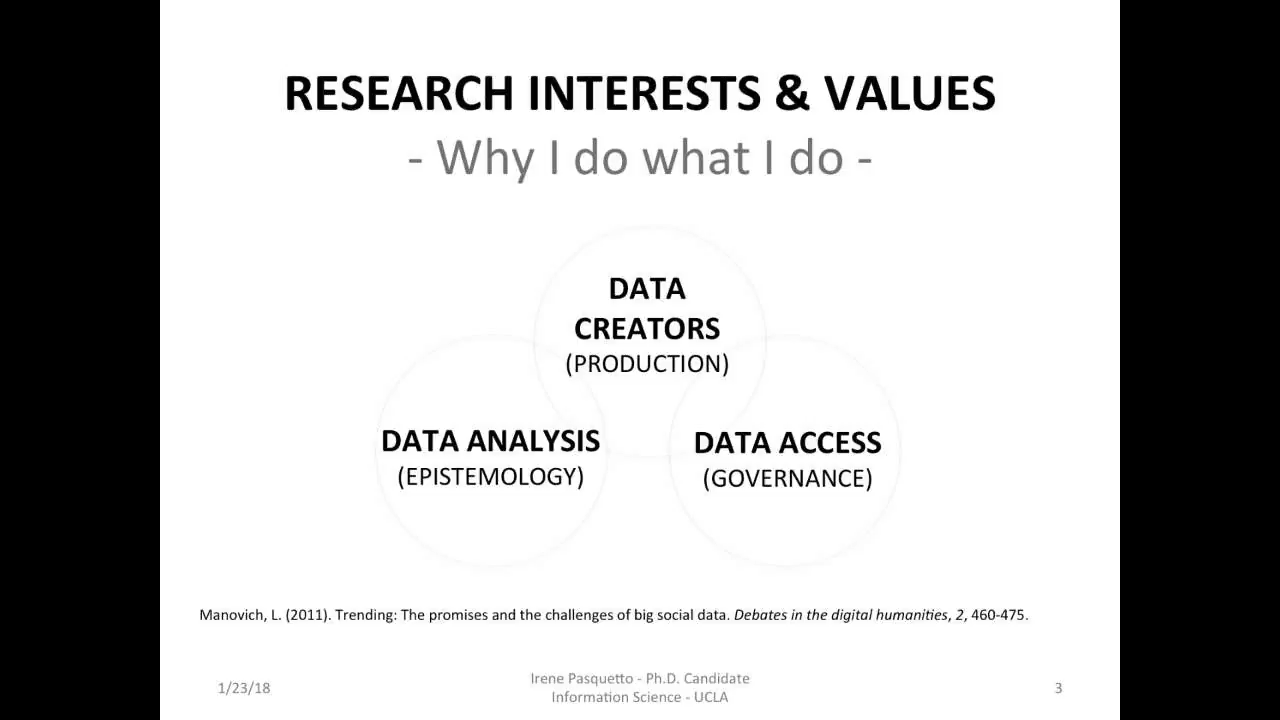 RESEARCH INTERESTS & VALUES
- Why I do what I do -
DATA
CREATORS
(PRODUCTION)
DATA ANALYSIS
(EPISTEMOLOGY)
DATA ACCESS
(GOVERNANCE)
Manovich, L. (2011). Trending: The promises and the challenges of big social data. Debates in the digital humanities, 2, 460-475.
1/23/18
Irene Pasquetto - Ph.D. Candidate
Information Science - UCLA
3